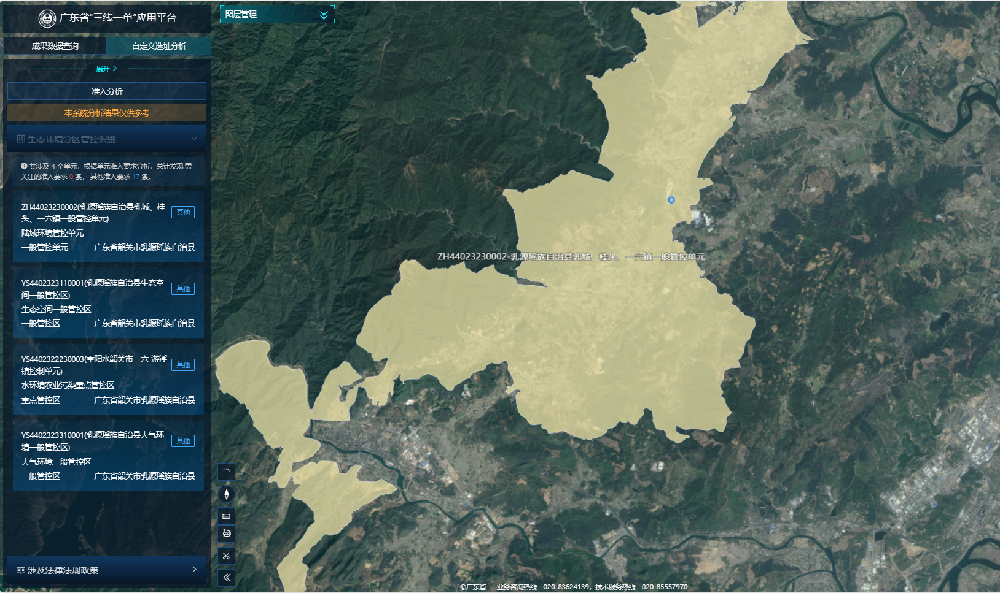 广东省“三线一单”应用平台
成果数据查询
自定义选址分析
展开 >
准入分析
本系统分析结果仅供参考
生态环境分区管控识别
共涉及 4 个单元，根据单元准入要求分析，总计发现 需
关注的准入要求 0 条， 其他准入要求 17 条。
ZH44023230002(乳源瑶族自治县乳城、桂
头、一六镇一般管控单元)
其他
陆域环境管控单元
一般管控单元 广东省韶关市乳源瑶族自治县
YS4402323110001(乳源瑶族自治县生态空
间一般管控区)
其他
生态空间一般管控区
一般管控区 广东省韶关市乳源瑶族自治县
YS4402322230003(重阳水韶关市一六-游溪
镇控制单元)
其他
水环境农业污染重点管控区
重点管控区 广东省韶关市乳源瑶族自治县
YS4402323310001(乳源瑶族自治县大气环
境一般管控区)
其他
大气环境一般管控区
一般管控区 广东省韶关市乳源瑶族自治县
涉及法律法规政策
图层管理
ZH44023230002-乳源瑶族自治县乳城、桂头、一六镇一般管控单元
©广东省 业务咨询热线：020-83624139，技术服务热线：020-85557970